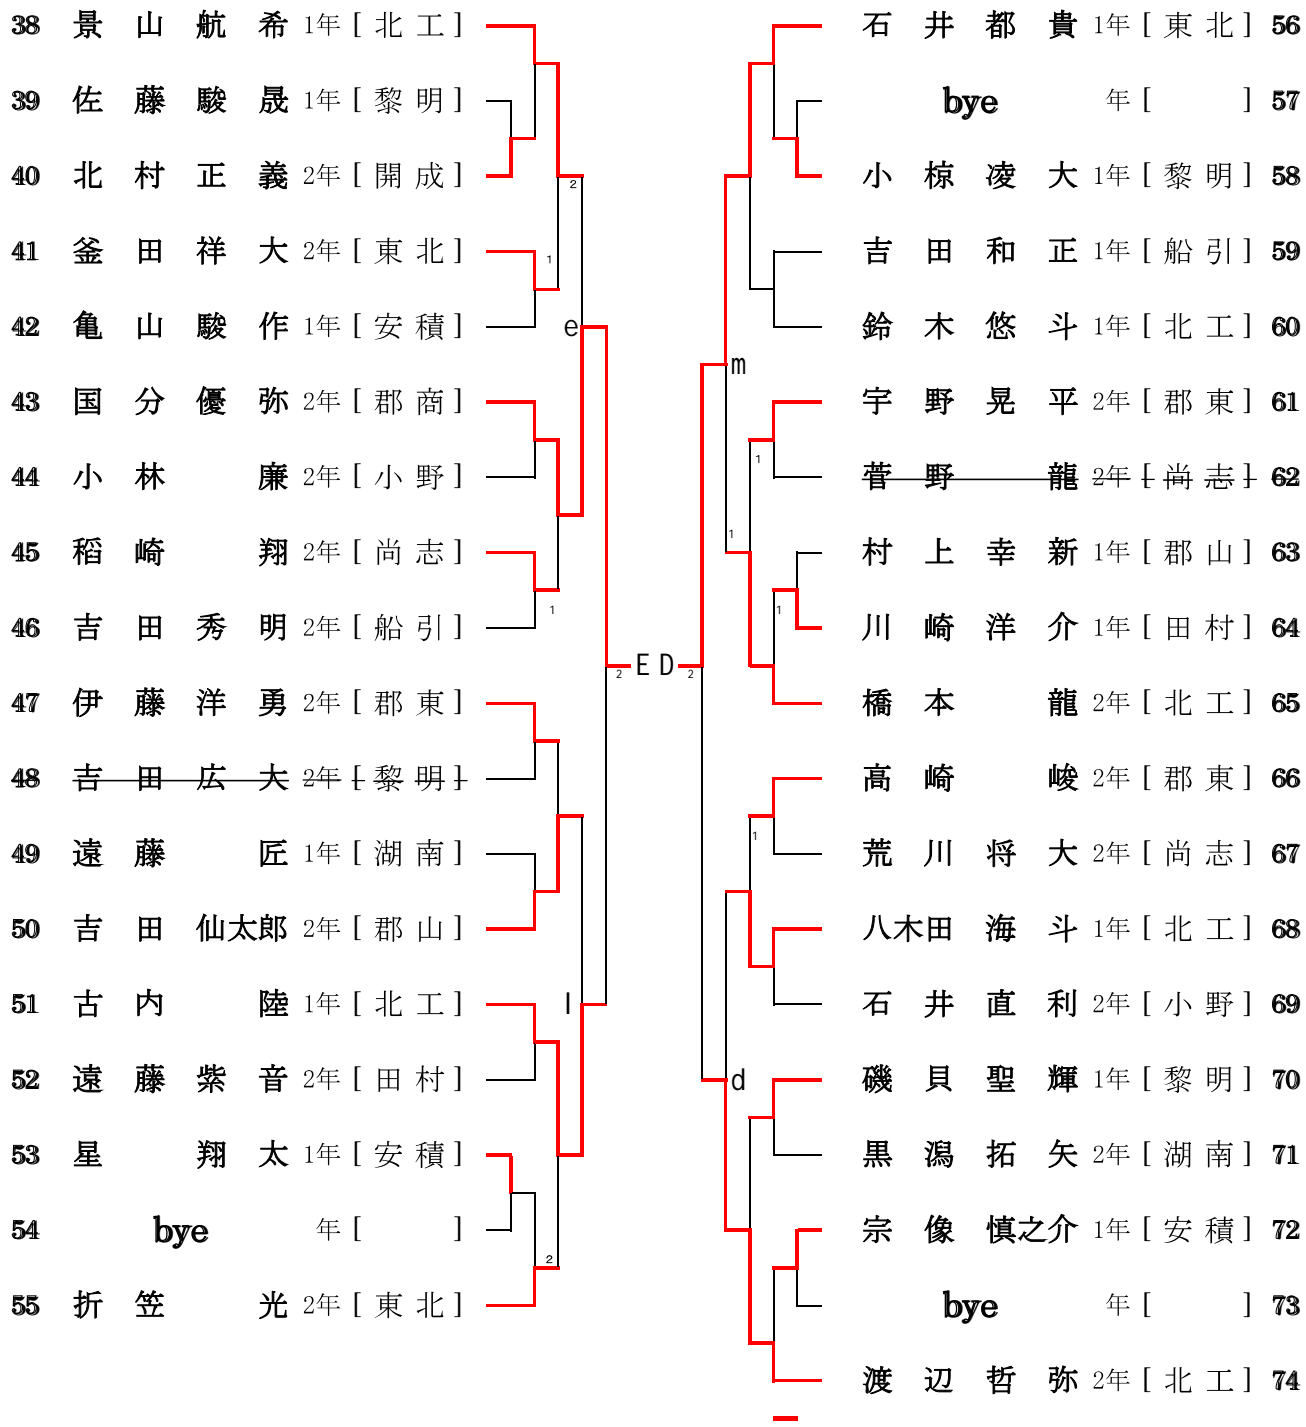 38 景山航希 1年 [ 北工 ]
39 佐藤駿晟 1年 [ 黎明 ]
40 北村正義 2年 [ 開成 ]
2
41 釜田祥大 2年 [ 東北 ]
1
42 亀山駿作 1年 [ 安積 ]
e
43 国分優弥 2年 [ 郡商 ]
44 小林 廉 2年 [ 小野 ]
45 稻崎 翔 2年 [ 尚志 ]
1
46 吉田秀明 2年 [ 船引 ]
E
2
47 伊藤洋勇 2年 [ 郡東 ]
48 吉田広大 2年 [ 黎明 ]
49 遠藤 匠 1年 [ 湖南 ]
50 吉田仙太郎 2年 [ 郡山 ]
51 古内 陸 1年 [ 北工 ]
l
52 遠藤紫音 2年 [ 田村 ]
53 星 翔太 1年 [ 安積 ]
54 bye 年 [ ]
2
55 折笠 光 2年 [ 東北 ]
石井都貴 1年 [ 東北 ] 56
bye 年 [ ] 57
小椋凌大 1年 [ 黎明 ] 58
吉田和正 1年 [ 船引 ] 59
鈴木悠斗 1年 [ 北工 ] 60
m
宇野晃平 2年 [ 郡東 ] 61
1
菅野 龍 2年 [ 尚志 ] 62
1
村上幸新 1年 [ 郡山 ] 63
1
川崎洋介 1年 [ 田村 ] 64
D
2
橋本 龍 2年 [ 北工 ] 65
高崎 峻 2年 [ 郡東 ] 66
1
荒川将大 2年 [ 尚志 ] 67
八木田海斗 1年 [ 北工 ] 68
石井直利 2年 [ 小野 ] 69
d
磯貝聖輝 1年 [ 黎明 ] 70
黒潟拓矢 2年 [ 湖南 ] 71
宗像慎之介 1年 [ 安積 ] 72
bye 年 [ ] 73
渡辺哲弥 2年 [ 北工 ] 74